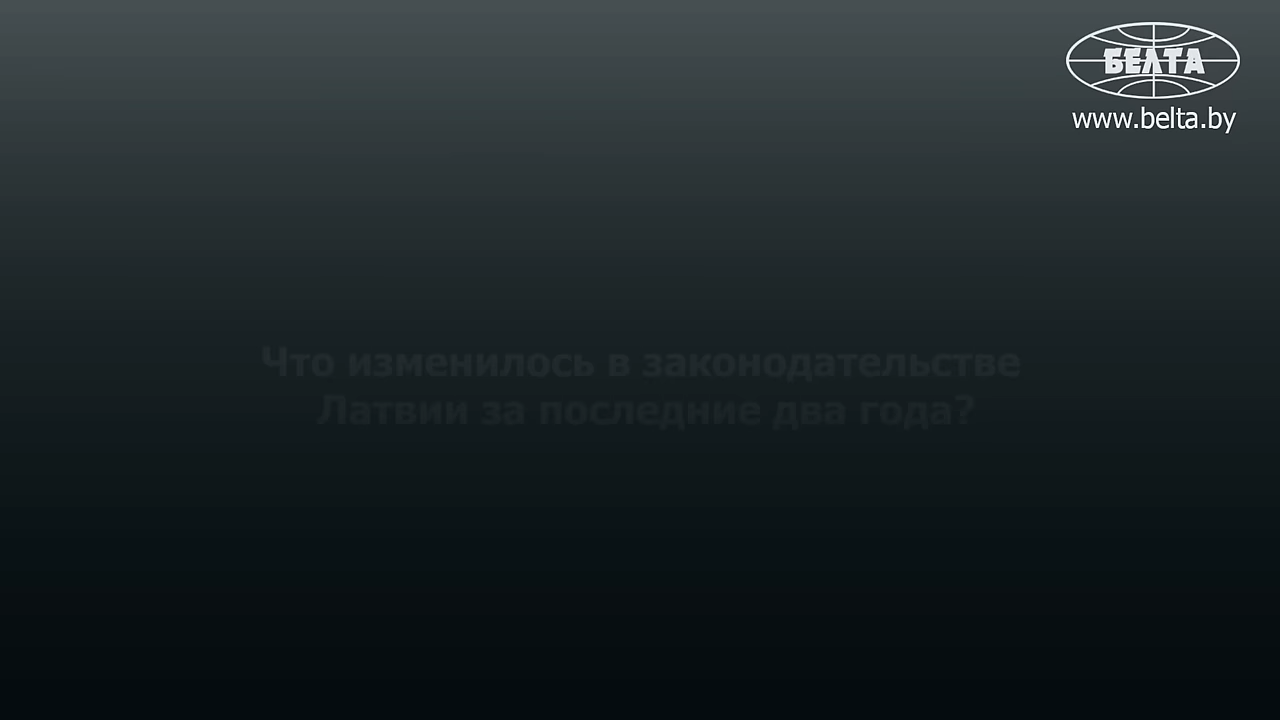 БЕЛТА
www.belta.by
Что изменилось в законодательстве
Латвии за последние два года?